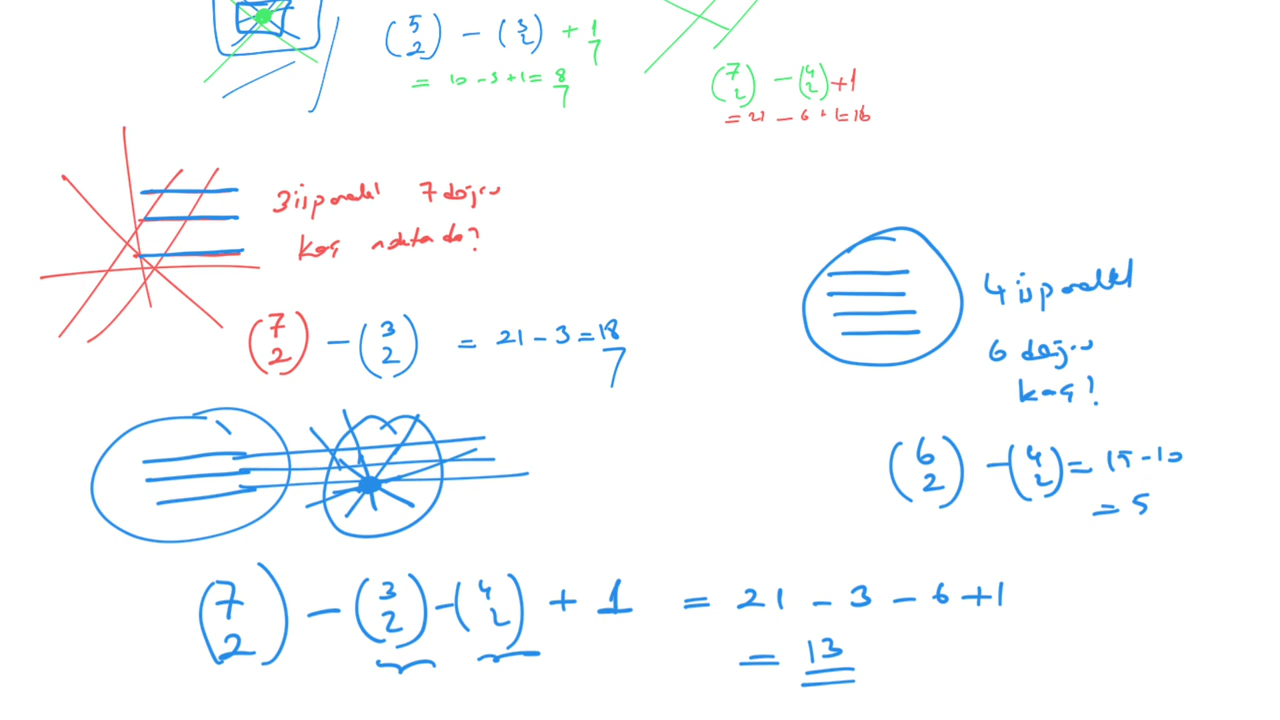 (5 2) - (3 2) + 1
= 10 - 3 + 1 = 8
(7 2) - (4 2) + 1
= 21 - 6 + 1 = 16
3ü paralel 7 doğru
kaç noktada?
(7 2) - (3 2) = 21 - 3 = 18
4ü paralel
6 doğru
kaç?
(6 2) - (4 2) = 15 - 10
= 5
(7 2) - (3 2) - (4 2) + 1 = 21 - 3 - 6 + 1
= 13